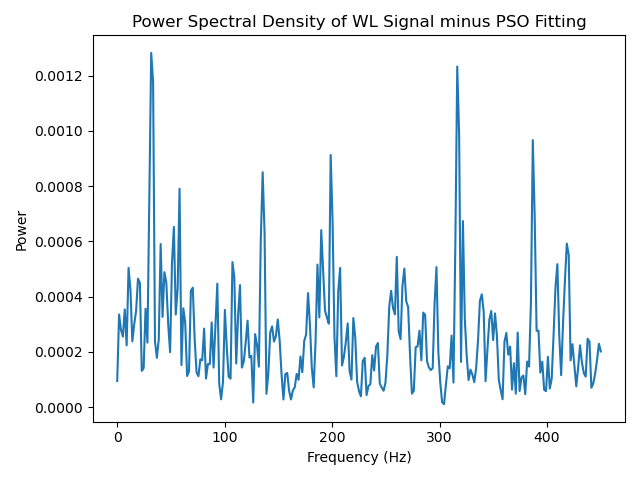 Power Spectral Density of WL Signal minus PSO Fitting
Power
0.0012
0.0010
0.0008
0.0006
0.0004
0.0002
0.0000
0 100 200 300 400
Frequency (Hz)